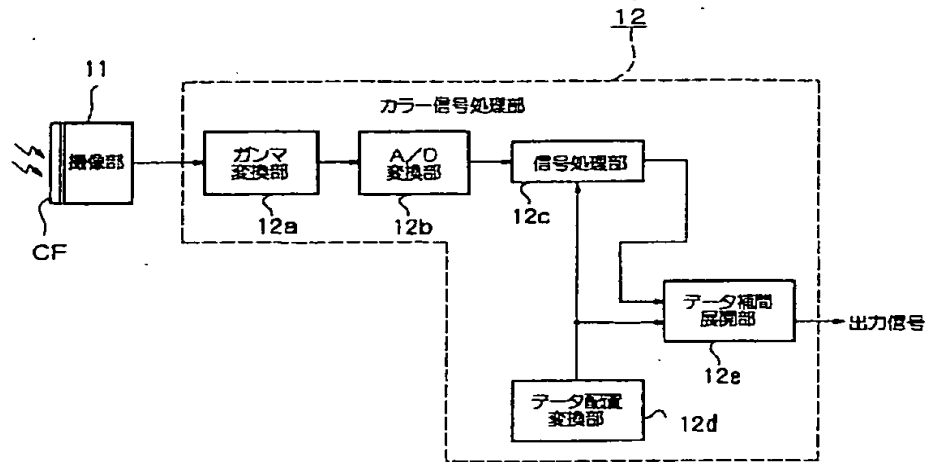 12
11
カラー信号処理部
撮像部
ガンマ
変換部
A/D
変換部
信号処理部
12a
12b
12c
CF
データ補間
展開部
出力信号
12e
データ配置
変換部
12d